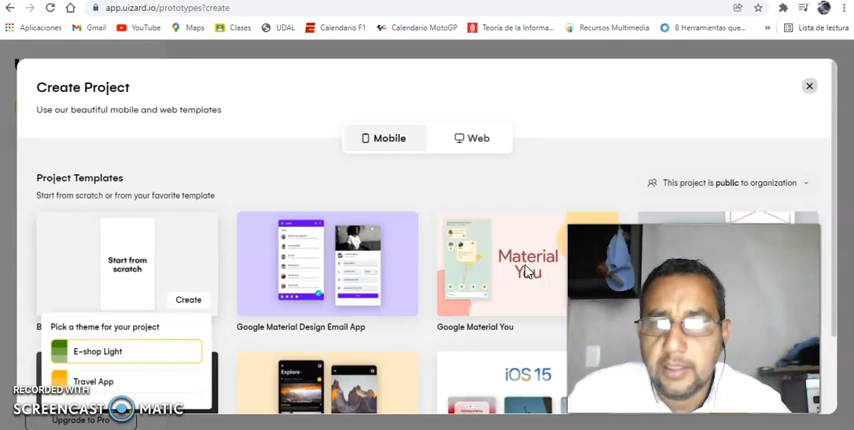 app.uizard.io/prototypes?create
Aplicaciones Gmail YouTube Maps Clases UDAL Calendario F1 Calendario MotoGP Teoría de la Informa... Recursos Multimedia 8 Herramientas que... » Lista de lectura
Create Project
Use our beautiful mobile and web templates
Mobile Web
Project Templates
Start from scratch or from your favorite template
This project is public to organization
Start from
scratch
Create
Material
You
B
Google Material Design Email App
Google Material You
Pick a theme for your project
E-shop Light
Travel App
Explore
iOS 15
RECORDED WITH
SCREENCAST MATIC
Upgrade to Pro